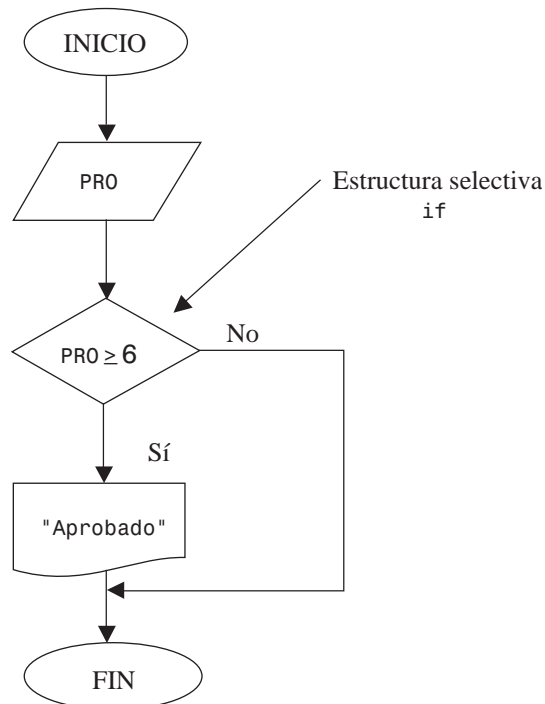 INICIO
PRO
Estructura selectiva
if
PRO ≥ 6
No
Sí
"Aprobado"
FIN